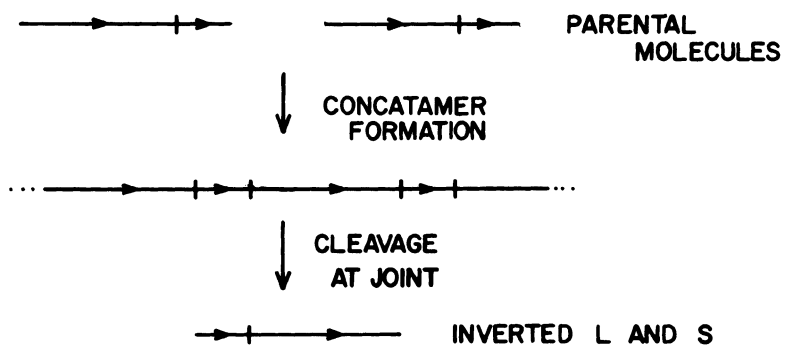 PARENTAL
MOLECULES
CONCATAMER
FORMATION
CLEAVAGE
AT JOINT
INVERTED L AND S